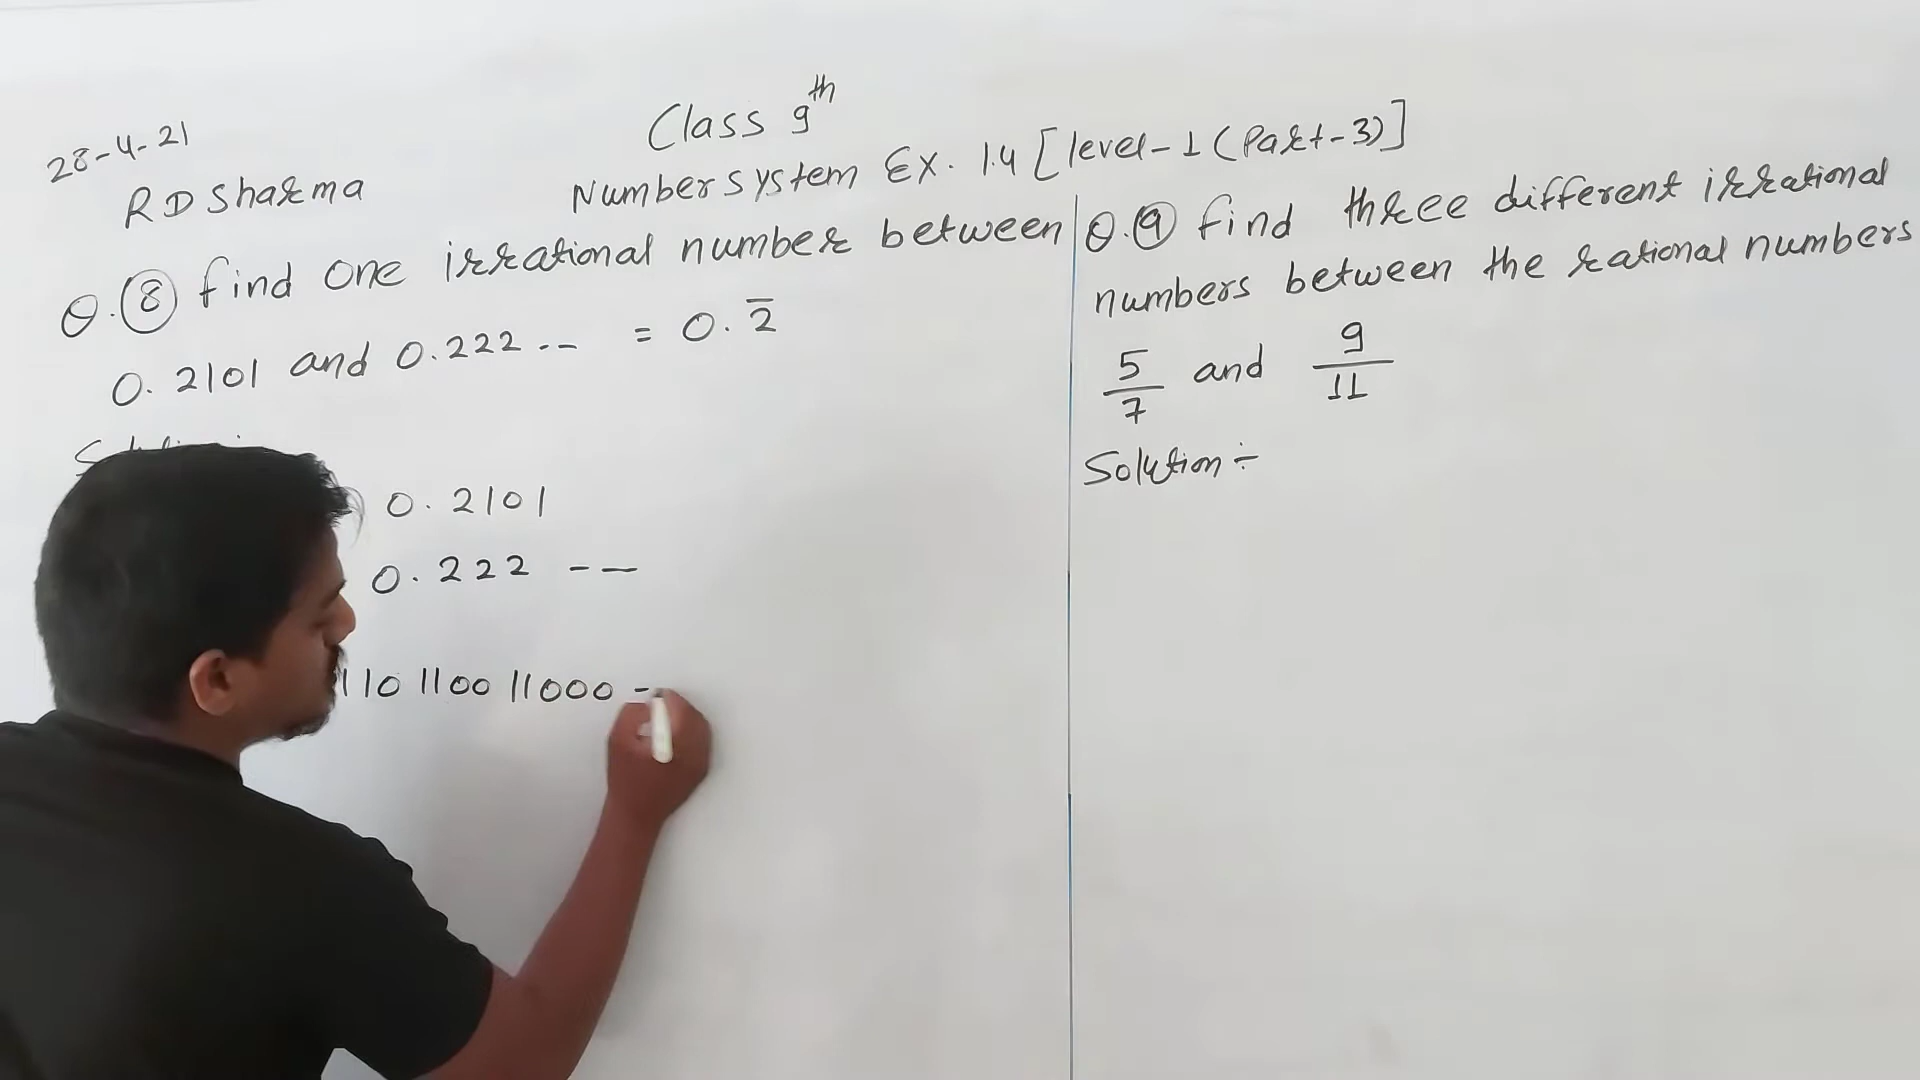 28-4-21
Class 9th
RD Sharma
Number system Ex. 1.4 [level-1 (Part-3)]
Q. 8 find one irrational number between
0.2101 and 0.222 -- = 0.2̅
0.2101
0.222 --
110 1100 11000 -
Q. 9 find three different irrational
numbers between the rational numbers
5/7 and 9/11
Solution ÷